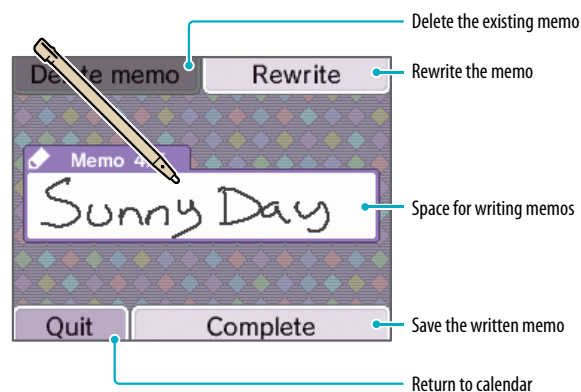 Delete the existing memo
Delete memo
Rewrite
Rewrite the memo
Memo
Sunny Day
Space for writing memos
Quit
Complete
Save the written memo
Return to calendar